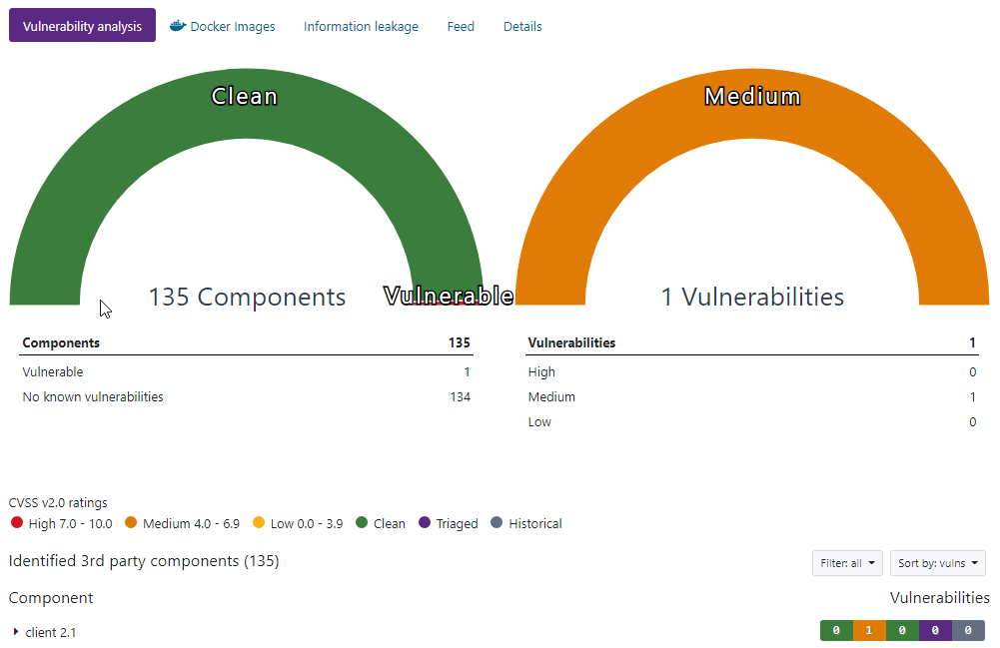 Vulnerability analysis Docker Images Information leakage Feed Details
Clean Medium
135 Components Vulnerable 1 Vulnerabilities
Components 135 Vulnerabilities 1
Vulnerable 1 High 0
No known vulnerabilities 134 Medium 1
Low 0
CVSS v2.0 ratings
High 7.0 - 10.0 Medium 4.0 - 6.9 Low 0.0 - 3.9 Clean Triaged Historical
Identified 3rd party components (135) Filter: all Sort by: vulns
Component Vulnerabilities
client 2.1 0 1 0 0 0